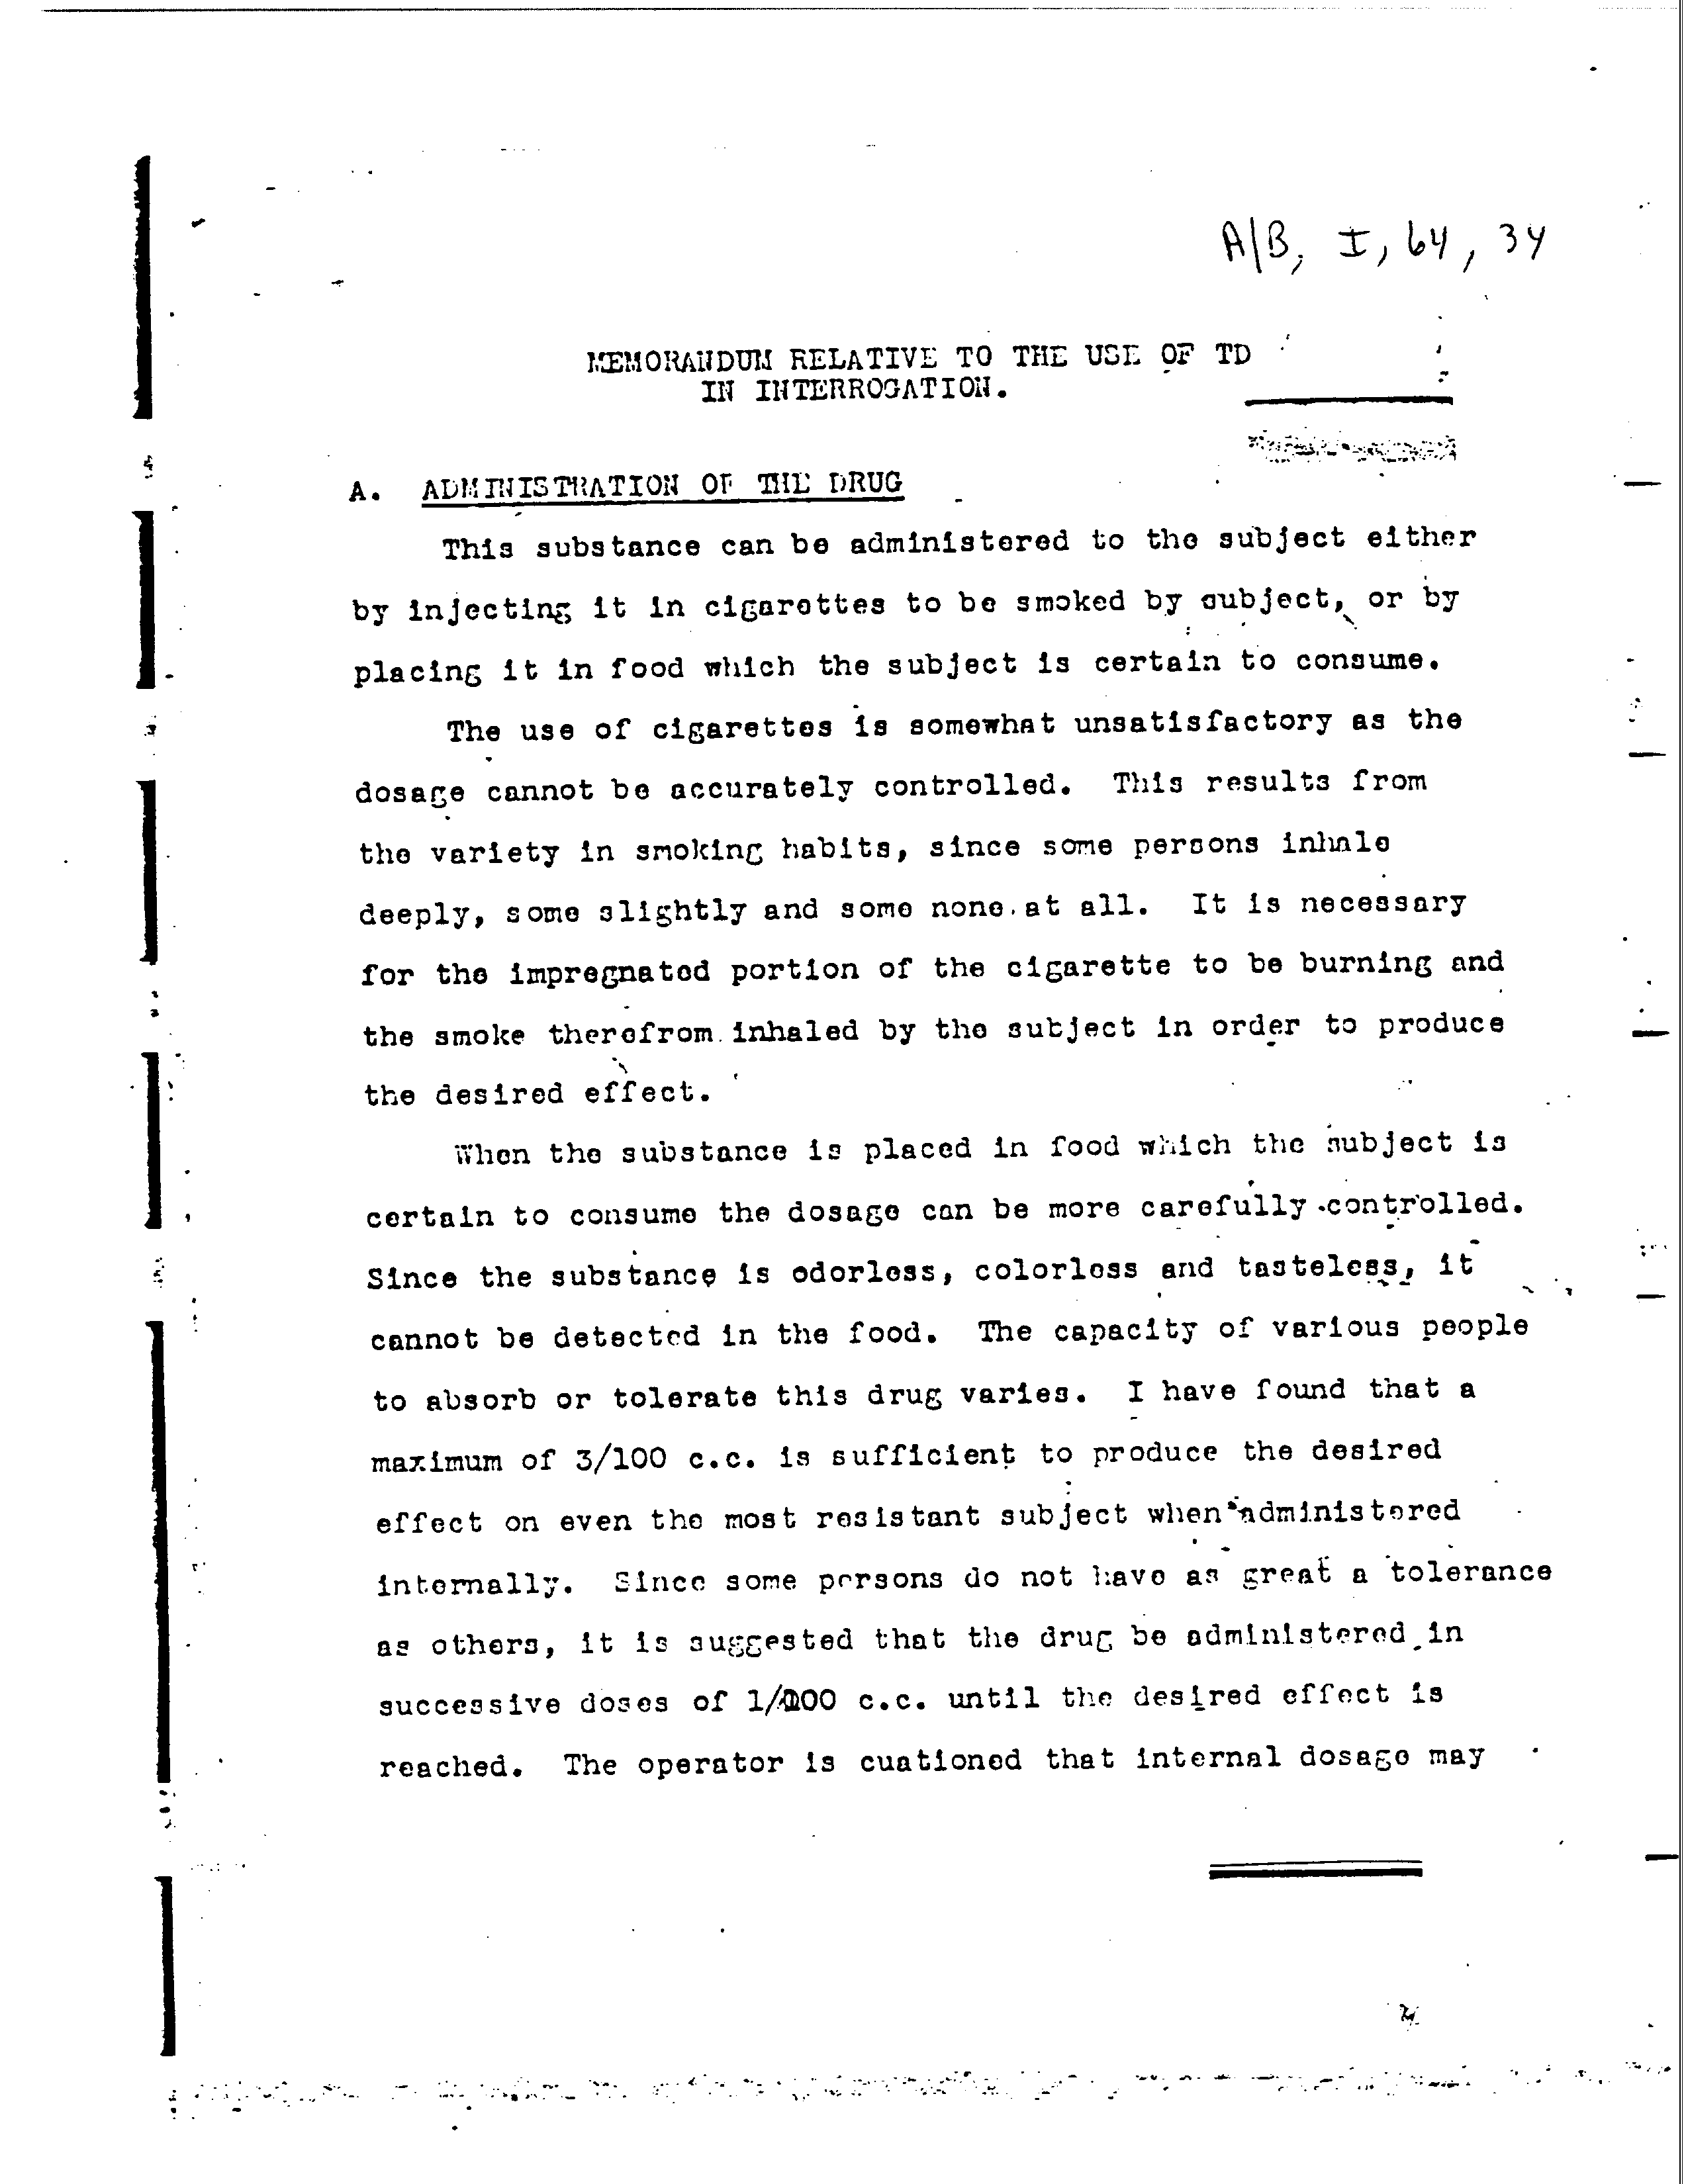 A/B, I, 64, 34
MEMORANDUM RELATIVE TO THE USE OF TD
IN INTERROGATION.
A. ADMINISTRATION OF THE DRUG
This substance can be administered to the subject either
by injecting it in cigarettes to be smoked by subject, or by
placing it in food which the subject is certain to consume.
The use of cigarettes is somewhat unsatisfactory as the
dosage cannot be accurately controlled. This results from
the variety in smoking habits, since some persons inhale
deeply, some slightly and some none at all. It is necessary
for the impregnated portion of the cigarette to be burning and
the smoke therefrom inhaled by the subject in order to produce
the desired effect.
When the substance is placed in food which the subject is
certain to consume the dosage can be more carefully controlled.
Since the substance is odorless, colorless and tasteless, it
cannot be detected in the food. The capacity of various people
to absorb or tolerate this drug varies. I have found that a
maximum of 3/100 c.c. is sufficient to produce the desired
effect on even the most resistant subject when administered
internally. Since some persons do not have as great a tolerance
as others, it is suggested that the drug be administered in
successive doses of 1/100 c.c. until the desired effect is
reached. The operator is cuationed that internal dosage may